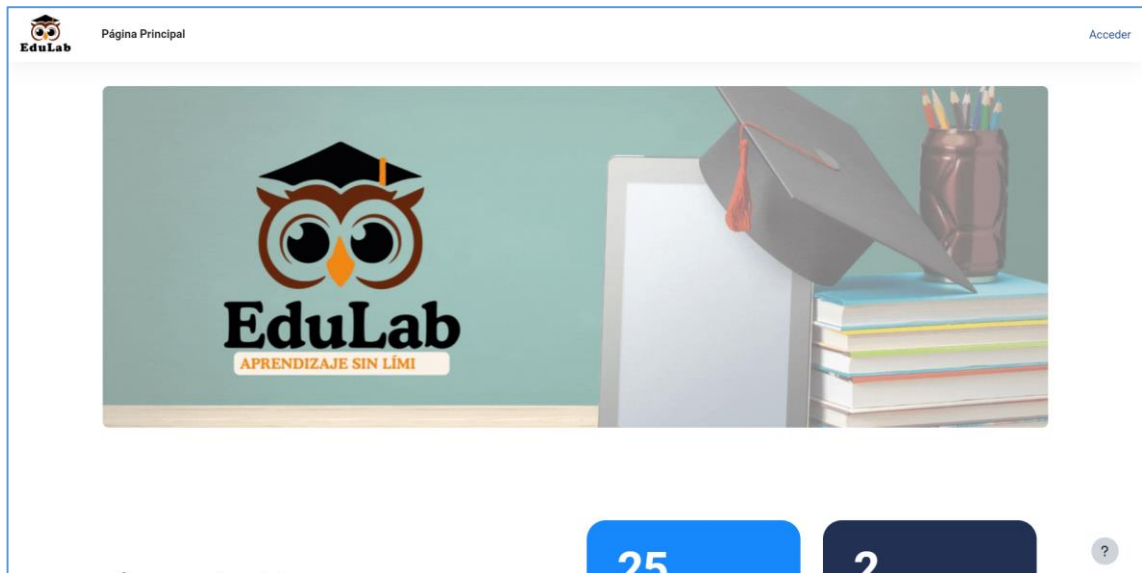 EduLab
Página Principal
Acceder
EduLab
APRENDIZAJE SIN LÍMI
25
2
?